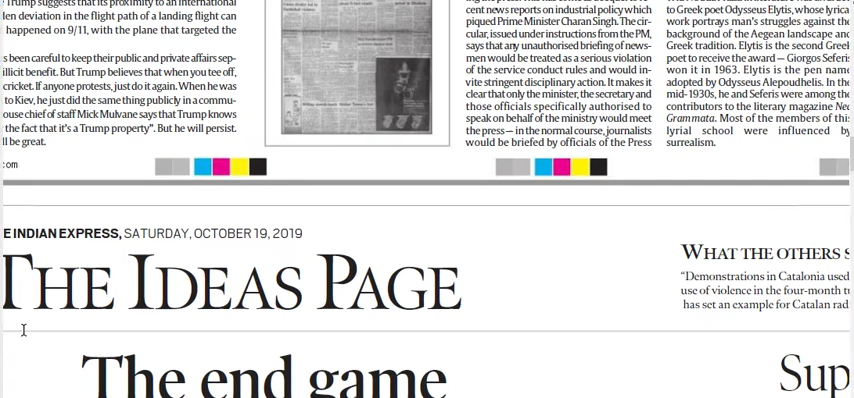 Trump suggests that its proximity to an international
len deviation in the flight path of a landing flight can
happened on 9/11, with the plane that targeted the
s been careful to keep their public and private affairs sep-
illicit benefit. But Trump believes that when you tee off,
cricket. If anyone protests, just do it again. When he was
to Kiev, he just did the same thing publicly in a commu-
ouse chief of staff Mick Mulvane says that Trump knows
the fact that it's a Trump property". But he will persist.
ll be great.
com
cent news reports on industrial policy which
piqued Prime Minister Charan Singh. The cir-
cular, issued under instructions from the PM,
says that any unauthorised briefing of news-
men would be treated as a serious violation
of the service conduct rules and would in-
vite stringent disciplinary action. It makes it
clear that only the minister, the secretary and
those officials specifically authorised to
speak on behalf of the ministry would meet
the press — in the normal course, journalists
would be briefed by officials of the Press
to Greek poet Odysseus Elytis, whose lyrica
work portrays man's struggles against the
background of the Aegean landscape and
Greek tradition. Elytis is the second Greek
poet to receive the award — Giorgos Seferis
won it in 1963. Elytis is the pen name
adopted by Odysseus Alepoudhelis. In the
mid-1930s, he and Seferis were among the
contributors to the literary magazine Nea
Grammata. Most of the members of this
lyrial school were influenced by
surrealism.
E INDIAN EXPRESS, SATURDAY, OCTOBER 19, 2019
THE IDEAS PAGE
WHAT THE OTHERS S
"Demonstrations in Catalonia used
use of violence in the four-month tu
has set an example for Catalan rad
The end game
Sup